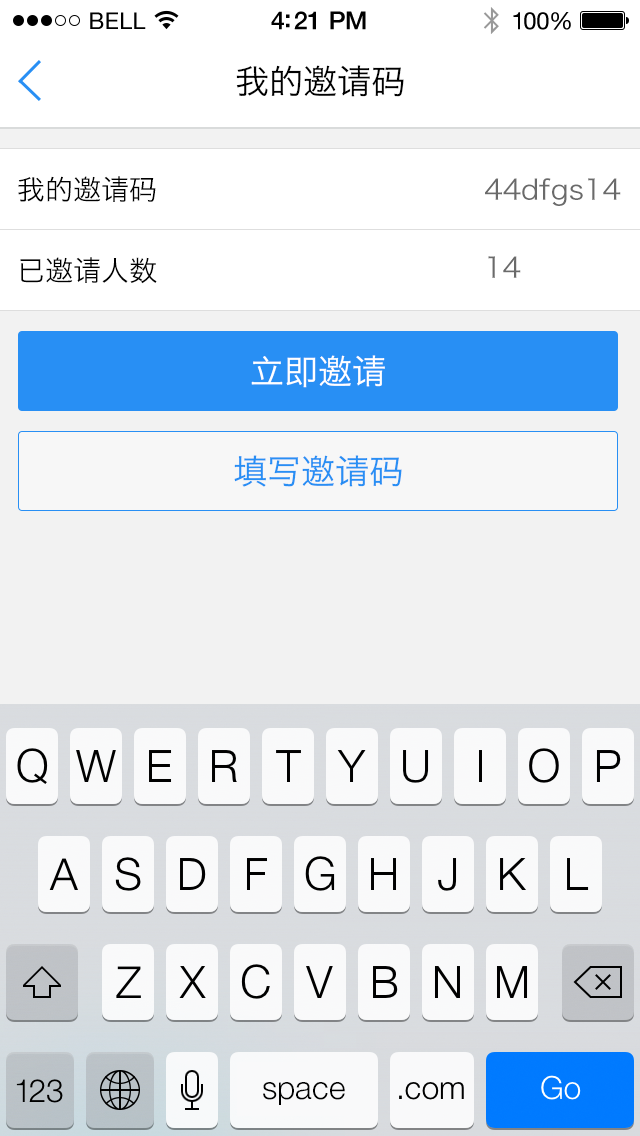 BELL 4:21 PM 100%
我的邀请码
我的邀请码 44dfgs14
已邀请人数 14
立即邀请
填写邀请码
Q W E R T Y U I O P
A S D F G H J K L
Z X C V B N M
123 space .com Go